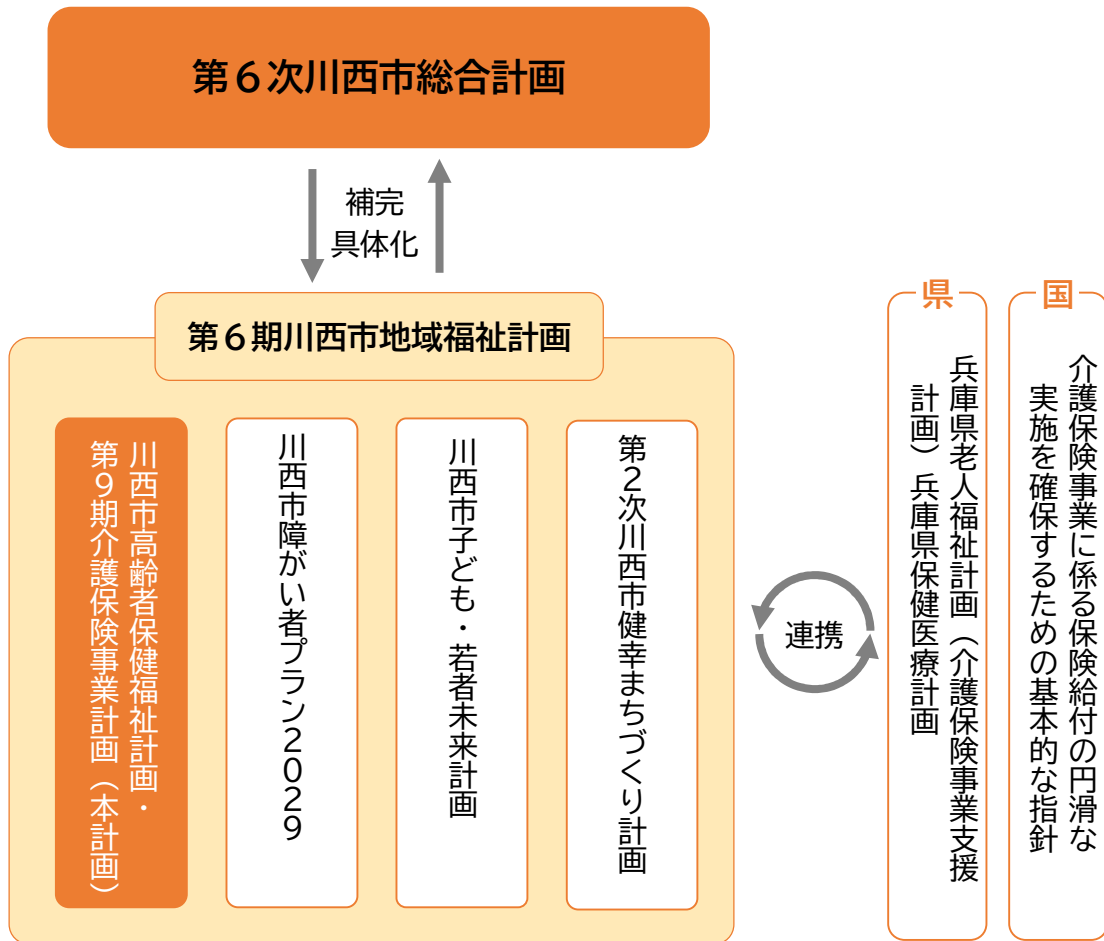 第６次川西市総合計画
補完
具体化
第６期川西市地域福祉計画
川西市高齢者保健福祉計画・
第９期介護保険事業計画（本計画）
川西市障がい者プラン２０２９
川西市子ども・若者未来計画
第２次川西市健幸まちづくり計画
連携
県
兵庫県老人福祉計画（介護保険事業支援
計画）兵庫県保健医療計画
国
介護保険事業に係る保険給付の円滑な
実施を確保するための基本的な指針